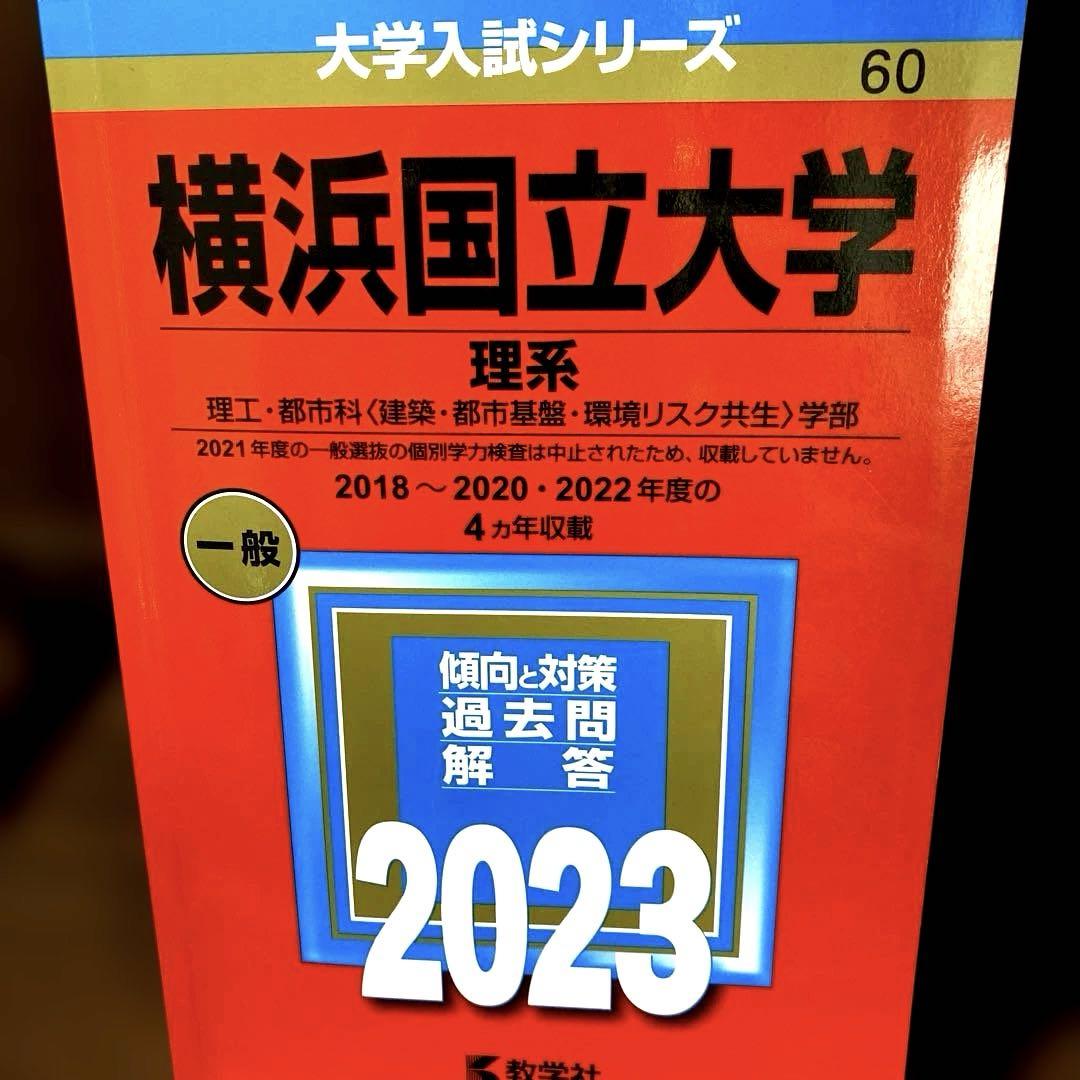 大学入試シリーズ
60
横浜国立大学
理系
理工・都市科〈建築・都市基盤・環境リスク共生〉学部
2021年度の一般選抜の個別学力検査は中止されたため、収載していません。
2018～2020・2022年度の
4ヵ年収載
一般
傾向と対策
過去問
解答
2023
教学社